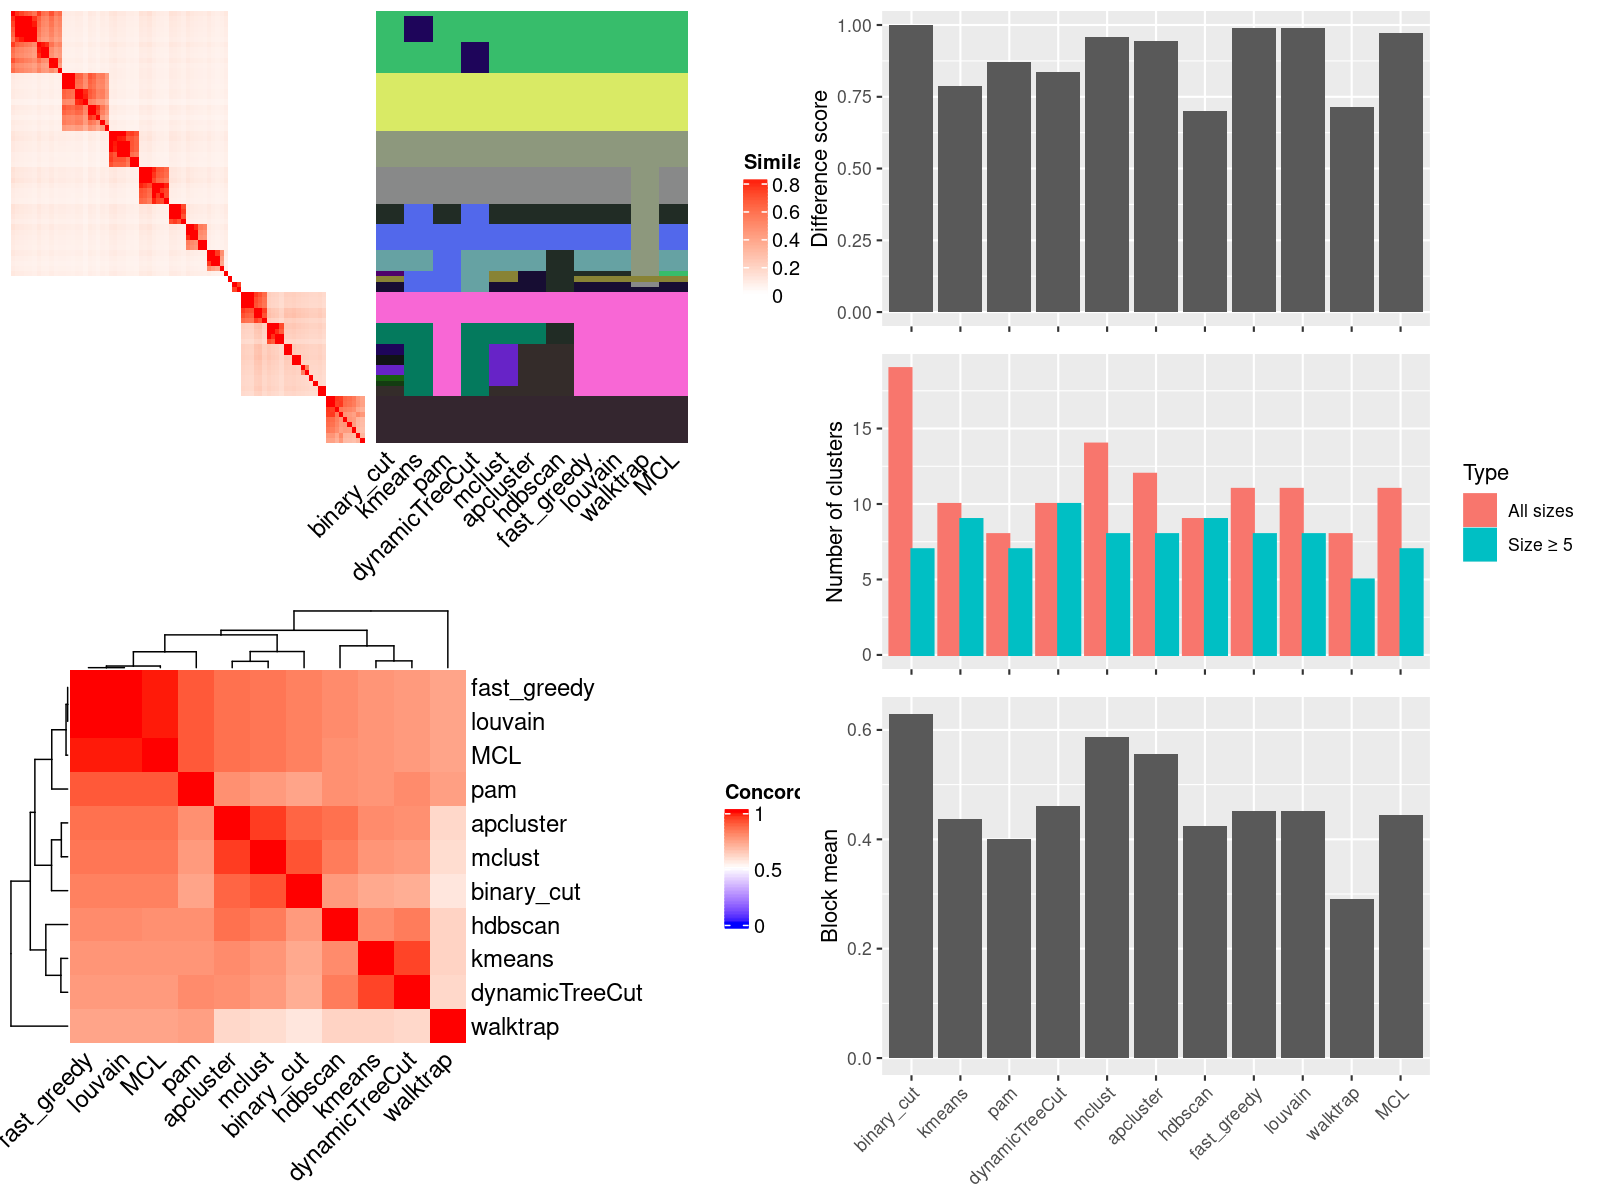 Simila
0.8
0.6
0.4
0.2
0
binary_cut
kmeans
pam
dynamicTreeCut
mclust
apcluster
hdbscan
fast_greedy
louvain
walktrap
MCL
fast_greedy
louvain
MCL
pam
apcluster
mclust
binary_cut
hdbscan
kmeans
dynamicTreeCut
walktrap
Concord
1
0.5
0
fast_greedy
louvain
MCL
pam
apcluster
mclust
binary_cut
hdbscan
kmeans
dynamicTreeCut
walktrap
Difference score
1.00
0.75
0.50
0.25
0.00
Number of clusters
15
10
5
0
Type
All sizes
Size ≥ 5
Block mean
0.6
0.4
0.2
0.0
binary_cut
kmeans
pam
dynamicTreeCut
mclust
apcluster
hdbscan
fast_greedy
louvain
walktrap
MCL